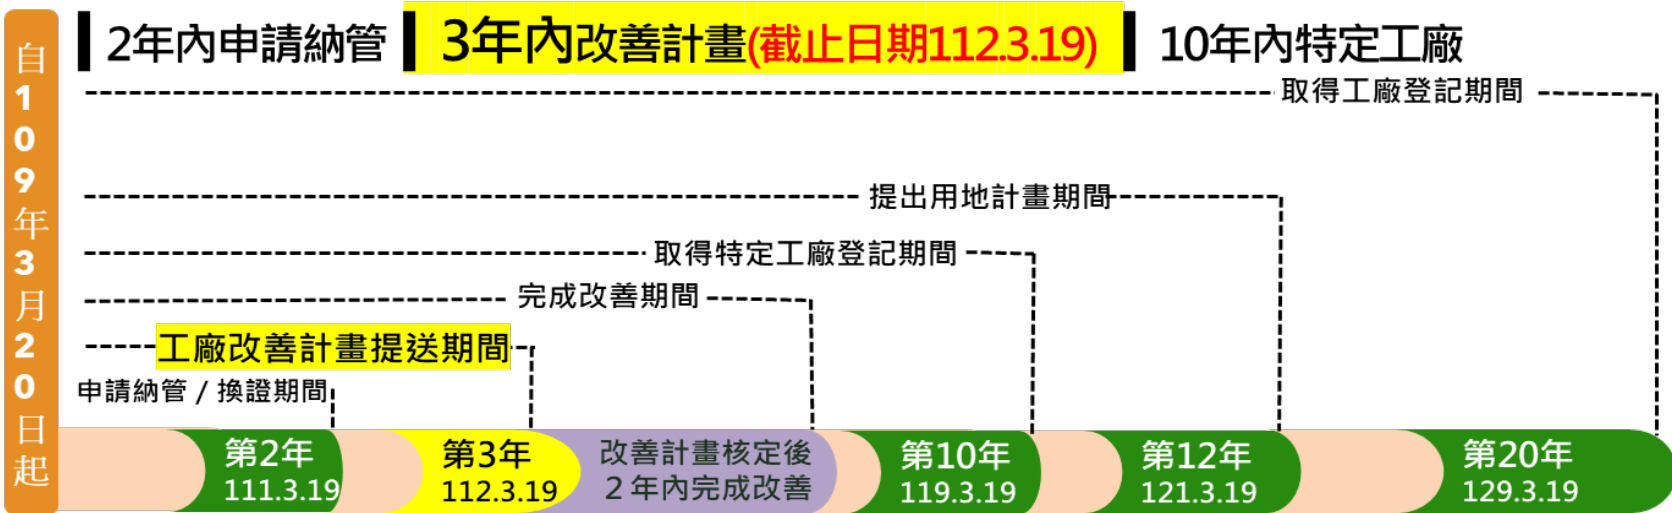 自109年3月20日起
2年內申請納管 3年內改善計畫(截止日期112.3.19) 10年內特定工廠
取得工廠登記期間
提出用地計畫期間
取得特定工廠登記期間
完成改善期間
工廠改善計畫提送期間
申請納管 / 換證期間
第2年
111.3.19
第3年
112.3.19
改善計畫核定後
2年內完成改善
第10年
119.3.19
第12年
121.3.19
第20年
129.3.19